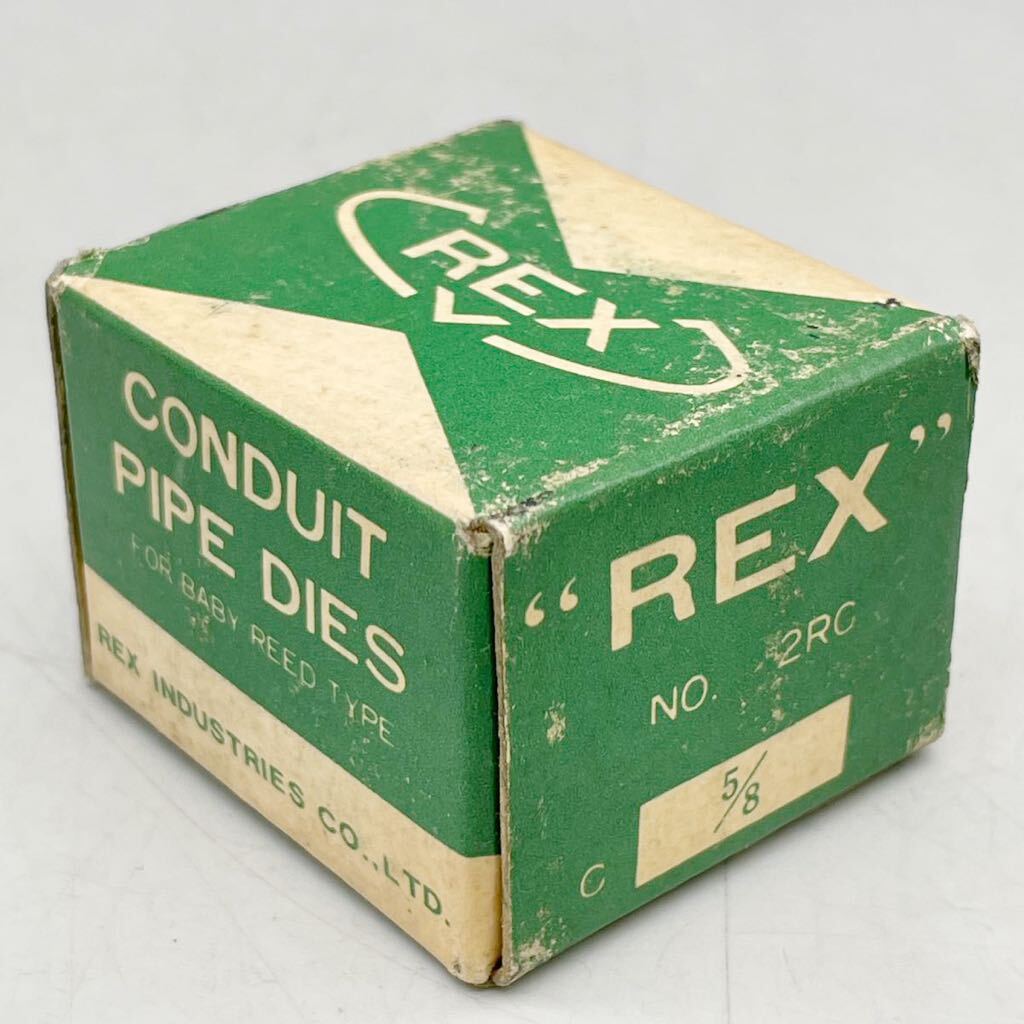 REX
CONDUIT
PIPE DIES
FOR BABY REED TYPE
REX INDUSTRIES CO.,LTD.
“REX”
NO. 2RC
C 5/8